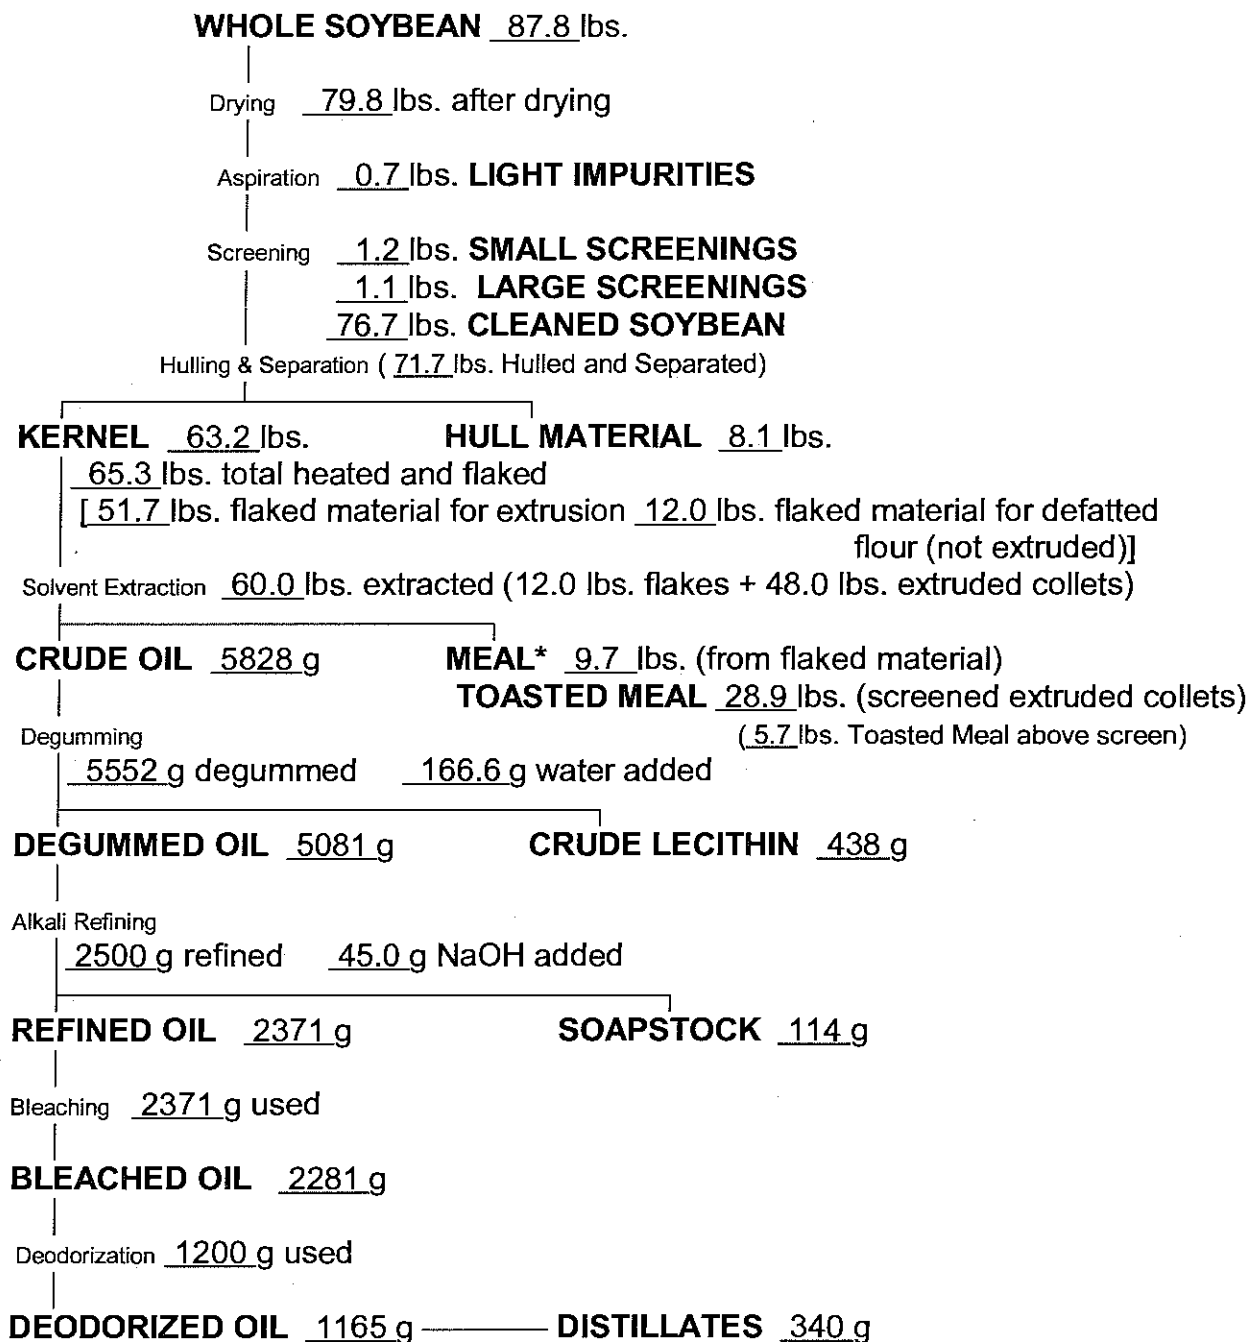 WHOLE SOYBEAN 87.8 lbs.
Drying 79.8 lbs. after drying
Aspiration 0.7 lbs. LIGHT IMPURITIES
Screening 1.2 lbs. SMALL SCREENINGS
1.1 lbs. LARGE SCREENINGS
76.7 lbs. CLEANED SOYBEAN
Hulling & Separation ( 71.7 lbs. Hulled and Separated)
KERNEL 63.2 lbs. HULL MATERIAL 8.1 lbs.
65.3 lbs. total heated and flaked
[ 51.7 lbs. flaked material for extrusion 12.0 lbs. flaked material for defatted
flour (not extruded)]
Solvent Extraction 60.0 lbs. extracted (12.0 lbs. flakes + 48.0 lbs. extruded collets)
CRUDE OIL 5828 g MEAL* 9.7 lbs. (from flaked material)
TOASTED MEAL 28.9 lbs. (screened extruded collets)
( 5.7 lbs. Toasted Meal above screen)
Degumming
5552 g degummed 166.6 g water added
DEGUMMED OIL 5081 g CRUDE LECITHIN 438 g
Alkali Refining
2500 g refined 45.0 g NaOH added
REFINED OIL 2371 g SOAPSTOCK 114 g
Bleaching 2371 g used
BLEACHED OIL 2281 g
Deodorization 1200 g used
DEODORIZED OIL 1165 g DISTILLATES 340 g